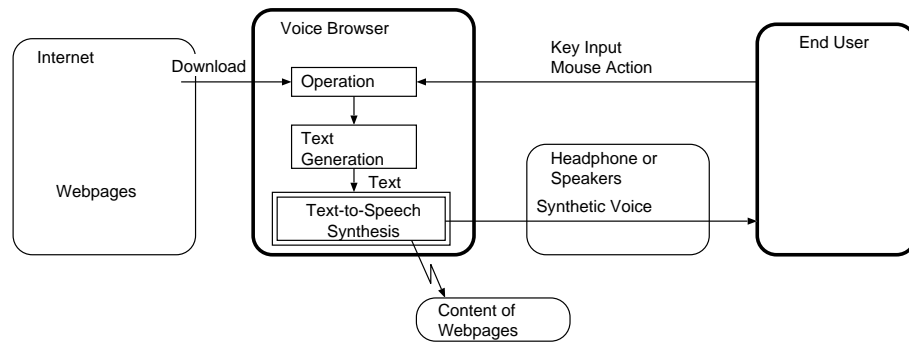 Internet
Webpages
Download
Voice Browser
Operation
Text
Generation
Text
Text-to-Speech
Synthesis
Content of
Webpages
Key Input
Mouse Action
Headphone or
Speakers
Synthetic Voice
End User